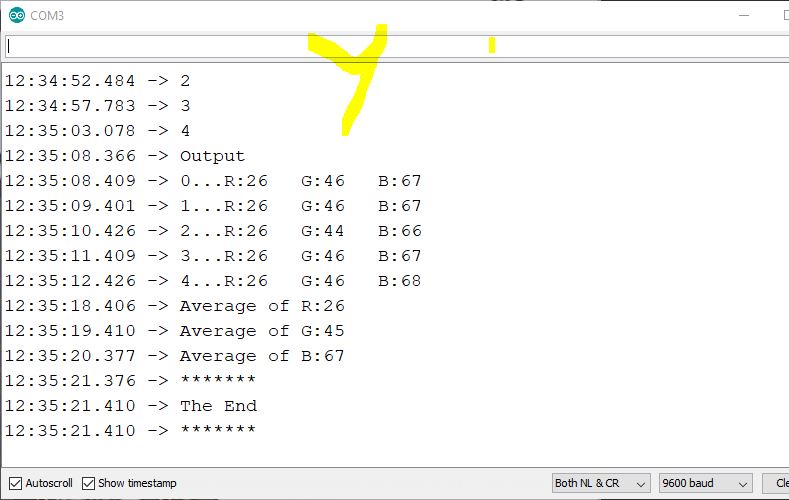 COM3
12:34:52.484 -> 2
12:34:57.783 -> 3
12:35:03.078 -> 4
12:35:08.366 -> Output
12:35:08.409 -> 0...R:26   G:46   B:67
12:35:09.401 -> 1...R:26   G:46   B:67
12:35:10.426 -> 2...R:26   G:44   B:66
12:35:11.409 -> 3...R:26   G:46   B:67
12:35:12.426 -> 4...R:26   G:46   B:68
12:35:18.406 -> Average of R:26
12:35:19.410 -> Average of G:45
12:35:20.377 -> Average of B:67
12:35:21.376 -> *******
12:35:21.410 -> The End
12:35:21.410 -> *******
Autoscroll Show timestamp Both NL & CR 9600 baud Cle